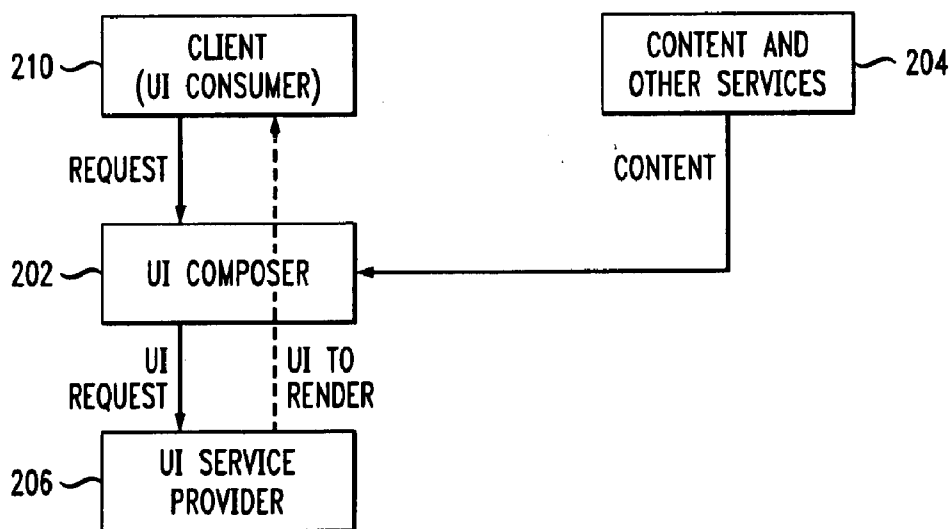 210
CLIENT
(UI CONSUMER)
CONTENT AND
OTHER SERVICES
204
REQUEST
CONTENT
202
UI COMPOSER
UI
REQUEST
UI TO
RENDER
206
UI SERVICE
PROVIDER